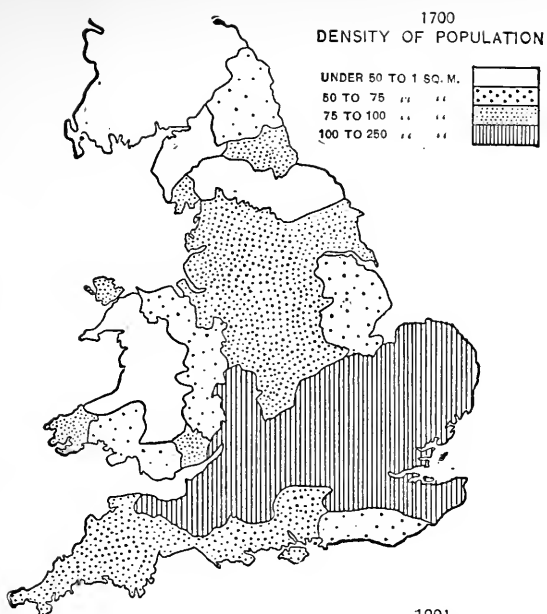 1700
DENSITY OF POPULATION
UNDER 50 TO 1 SQ. M.
50 TO 75 " "
75 TO 100 " "
100 TO 250 " "